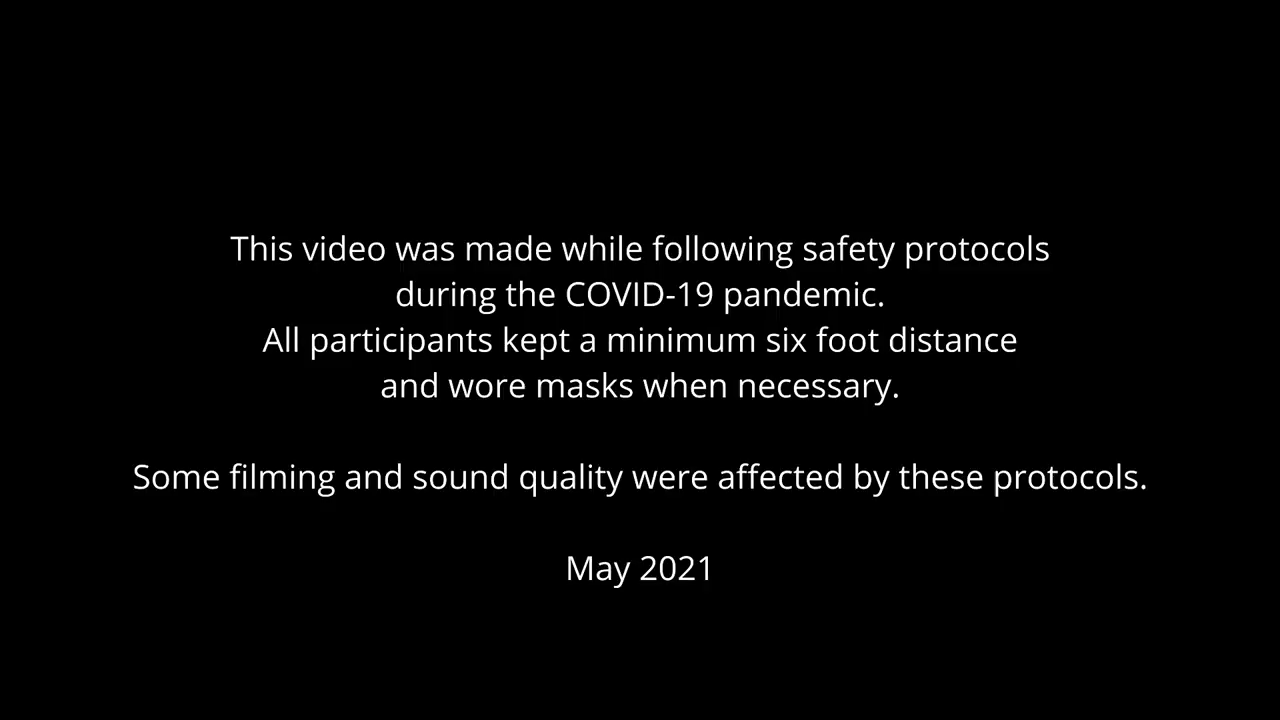 This video was made while following safety protocols
during the COVID-19 pandemic.
All participants kept a minimum six foot distance
and wore masks when necessary.
Some filming and sound quality were affected by these protocols.
May 2021